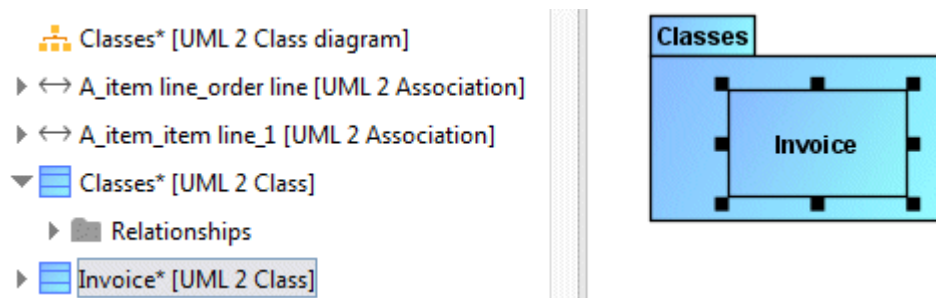 Classes* [UML 2 Class diagram]
A_item line_order line [UML 2 Association]
A_item_item line_1 [UML 2 Association]
Classes* [UML 2 Class]
Relationships
Invoice* [UML 2 Class]
Classes
Invoice